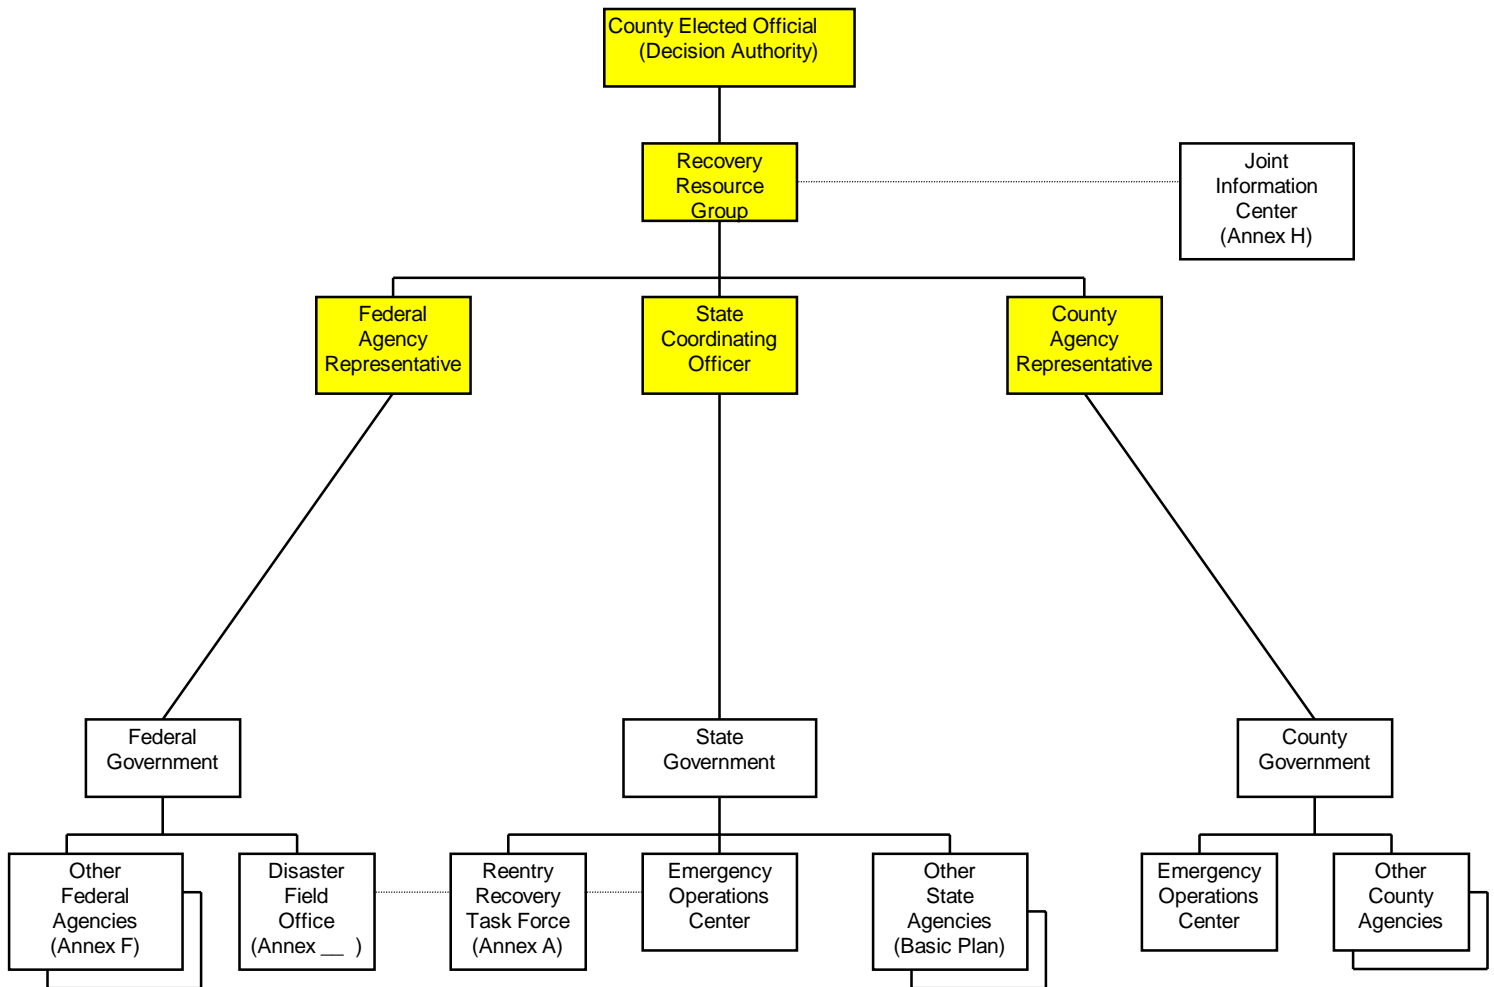 County Elected Official
(Decision Authority)
Recovery
Resource
Group
Joint
Information
Center
(Annex H)
Federal
Agency
Representative
State
Coordinating
Officer
County
Agency
Representative
Federal
Government
State
Government
County
Government
Other
Federal
Agencies
(Annex F)
Disaster
Field
Office
(Annex __ )
Reentry
Recovery
Task Force
(Annex A)
Emergency
Operations
Center
Other
State
Agencies
(Basic Plan)
Emergency
Operations
Center
Other
County
Agencies